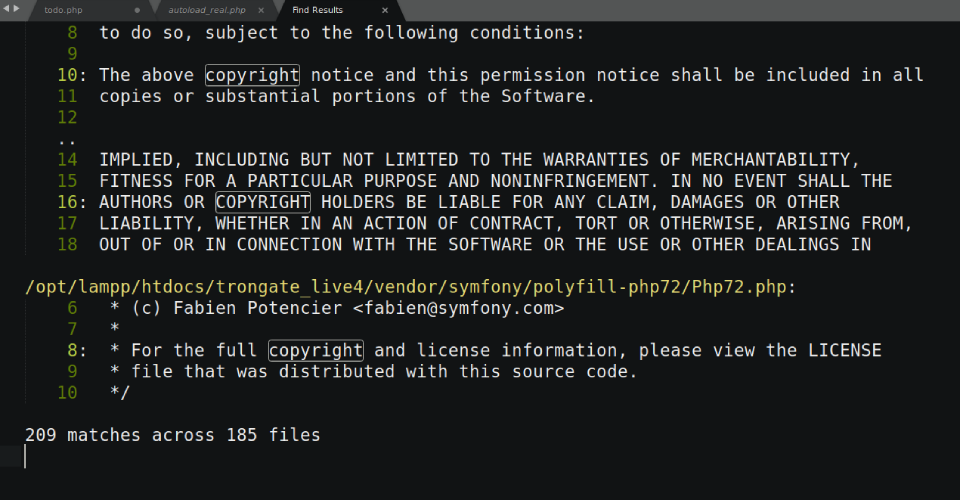 todo.php autoload_real.php Find Results
8 to do so, subject to the following conditions:
9
10: The above copyright notice and this permission notice shall be included in all
11 copies or substantial portions of the Software.
12
..
14 IMPLIED, INCLUDING BUT NOT LIMITED TO THE WARRANTIES OF MERCHANTABILITY,
15 FITNESS FOR A PARTICULAR PURPOSE AND NONINFRINGEMENT. IN NO EVENT SHALL THE
16: AUTHORS OR COPYRIGHT HOLDERS BE LIABLE FOR ANY CLAIM, DAMAGES OR OTHER
17 LIABILITY, WHETHER IN AN ACTION OF CONTRACT, TORT OR OTHERWISE, ARISING FROM,
18 OUT OF OR IN CONNECTION WITH THE SOFTWARE OR THE USE OR OTHER DEALINGS IN
/opt/lampp/htdocs/trongate_live4/vendor/symfony/polyfill-php72/Php72.php:
6 * (c) Fabien Potencier <fabien@symfony.com>
7 *
8: * For the full copyright and license information, please view the LICENSE
9 * file that was distributed with this source code.
10 */
209 matches across 185 files